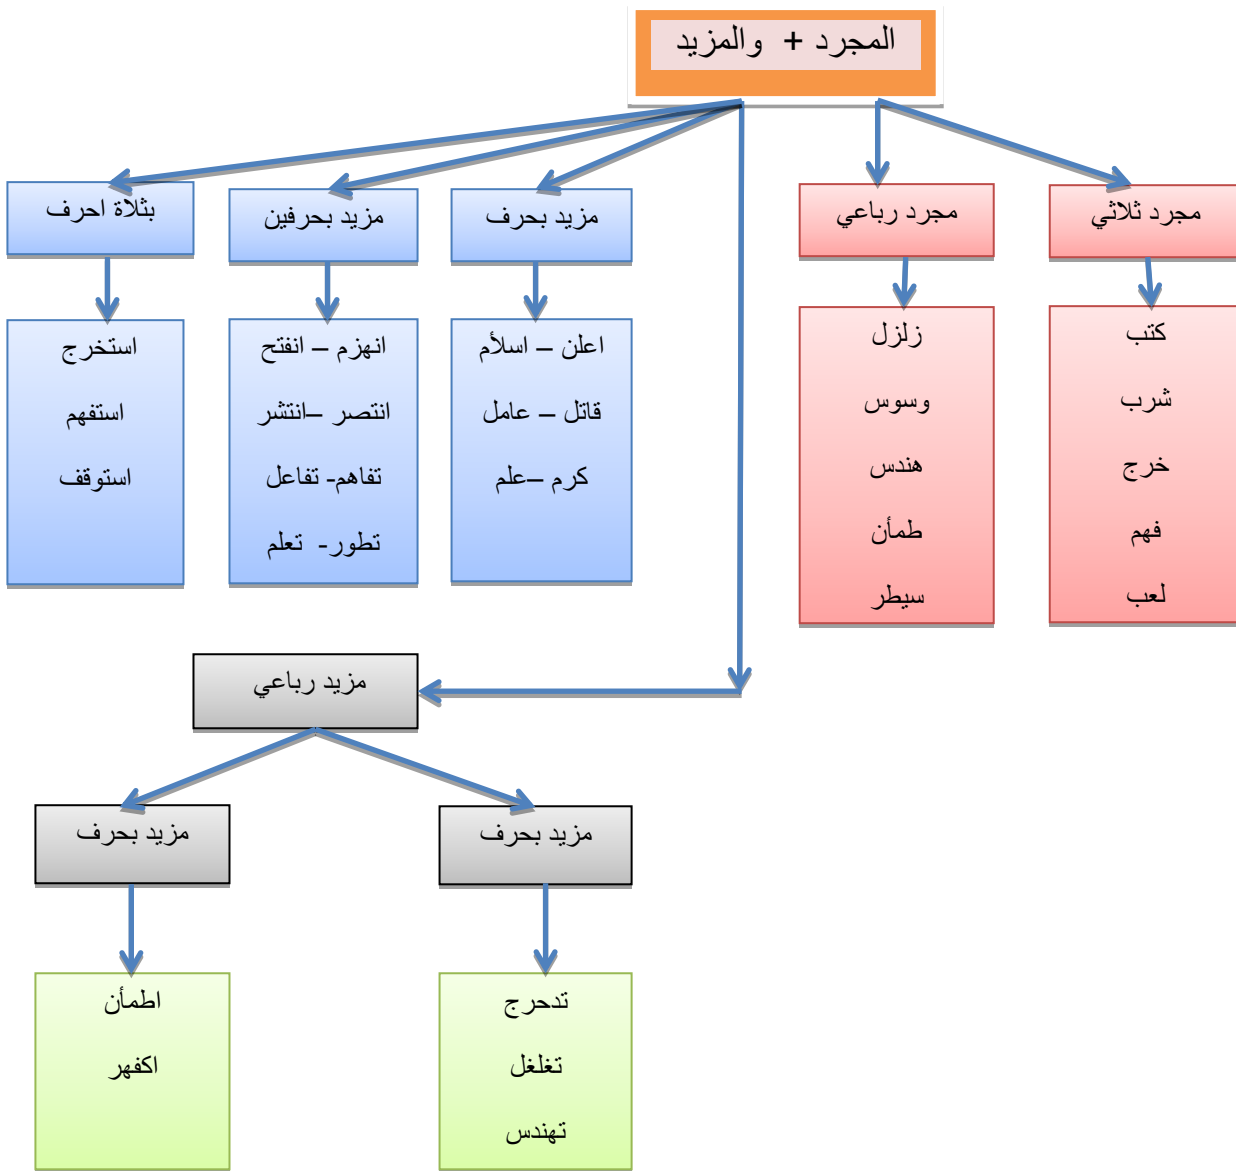 المجرد + والمزيد
مجرد ثلاثي
مجرد رباعي
مزيد بحرف
مزيد بحرفين
بثلاة احرف
كتب
شرب
خرج
فهم
لعب
زلزل
وسوس
هندس
طمأن
سيطر
اعلن – اسلأم
قاتل – عامل
كرم –علم
انهزم – انفتح
انتصر –انتشر
تفاهم- تفاعل
تطور- تعلم
استخرج
استفهم
استوقف
مزيد رباعي
مزيد بحرف
مزيد بحرف
تدحرج
تغلغل
تهندس
اطمأن
اكفهر